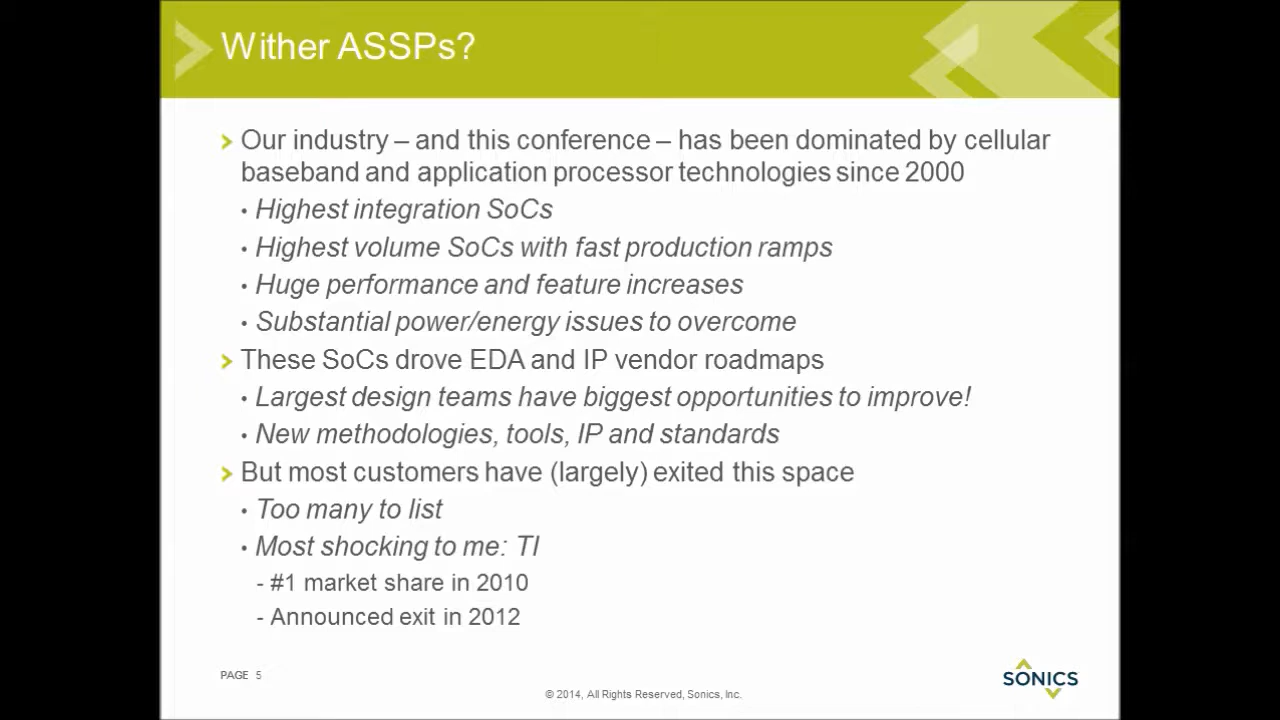 Wither ASSPs?
Our industry – and this conference – has been dominated by cellular
baseband and application processor technologies since 2000
• Highest integration SoCs
• Highest volume SoCs with fast production ramps
• Huge performance and feature increases
• Substantial power/energy issues to overcome
These SoCs drove EDA and IP vendor roadmaps
• Largest design teams have biggest opportunities to improve!
• New methodologies, tools, IP and standards
But most customers have (largely) exited this space
• Too many to list
• Most shocking to me: TI
- #1 market share in 2010
- Announced exit in 2012
PAGE 5
© 2014, All Rights Reserved, Sonics, Inc.
SONICS